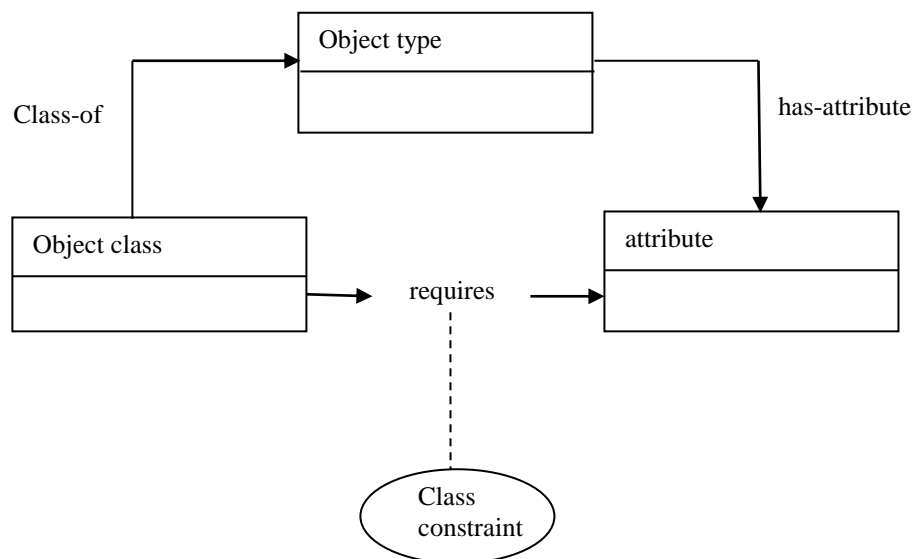 Object type
Class-of
has-attribute
Object class
attribute
requires
Class
constraint